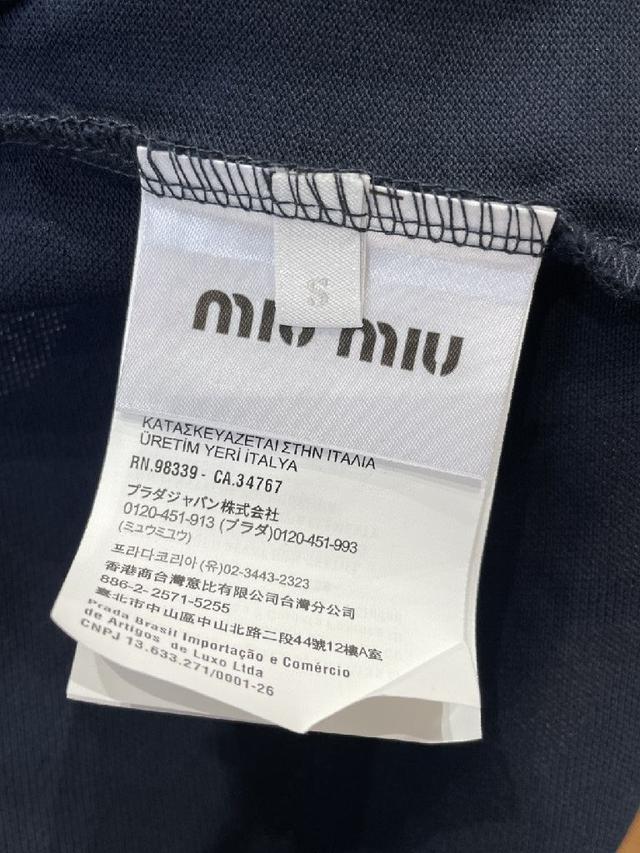 S
miu miu
ΚΑΤΑΣΚΕΥΑΖΕΤΑΙ ΣΤΗΝ ΙΤΑΛΙΑ
ÜRETİM YERİ İTALYA
RN.98339 - CA.34767
プラダジャパン株式会社
0120-451-913 (プラダ)0120-451-993
(ミュウミュウ)
프라다코리아(유)02-3443-2323
香港商台灣意比有限公司台灣分公司
886-2-2571-5255
臺北市中山區中山北路二段44號12樓A室
Prada Brasil Importação e Comércio
de Artigos de Luxo Ltda
CNPJ 13.633.271/0001-26